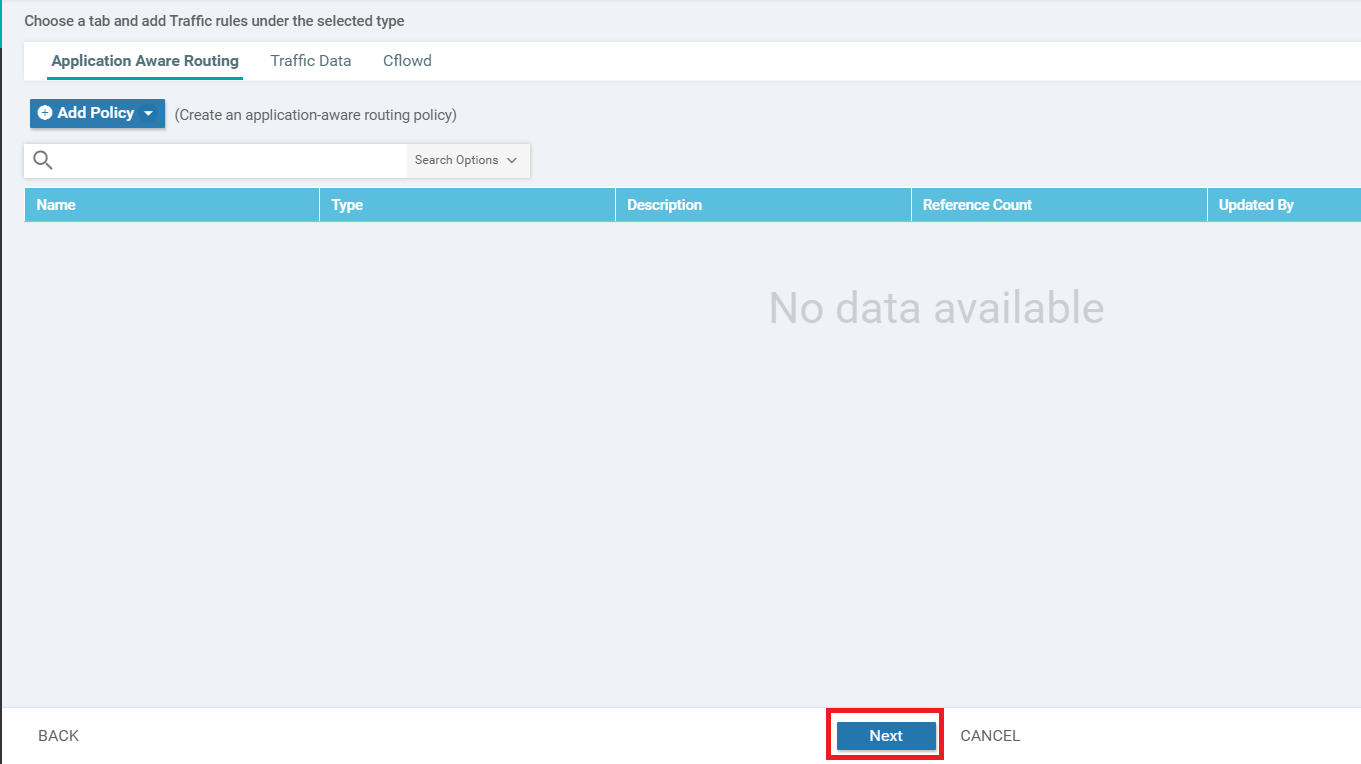 Choose a tab and add Traffic rules under the selected type
Application Aware Routing Traffic Data Cflowd
Add Policy (Create an application-aware routing policy)
Search Options
Name Type Description Reference Count Updated By
No data available
BACK Next CANCEL